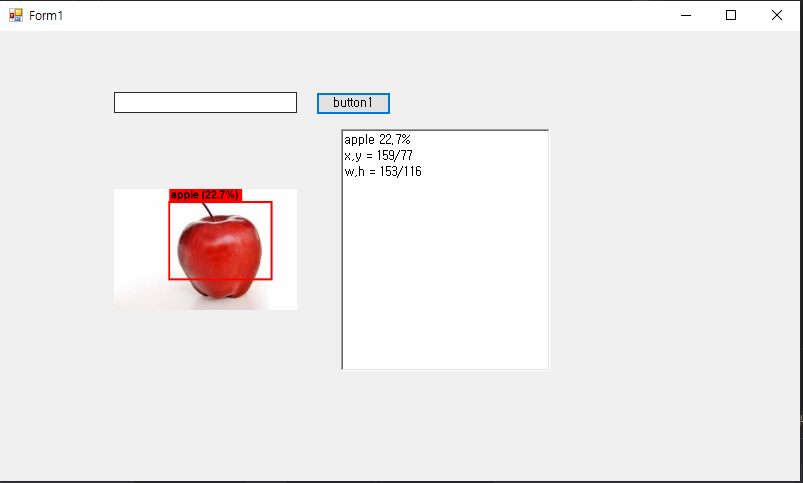 Form1
button1
apple 22,7%
x,y = 159/77
w,h = 153/116
apple (22.7%)